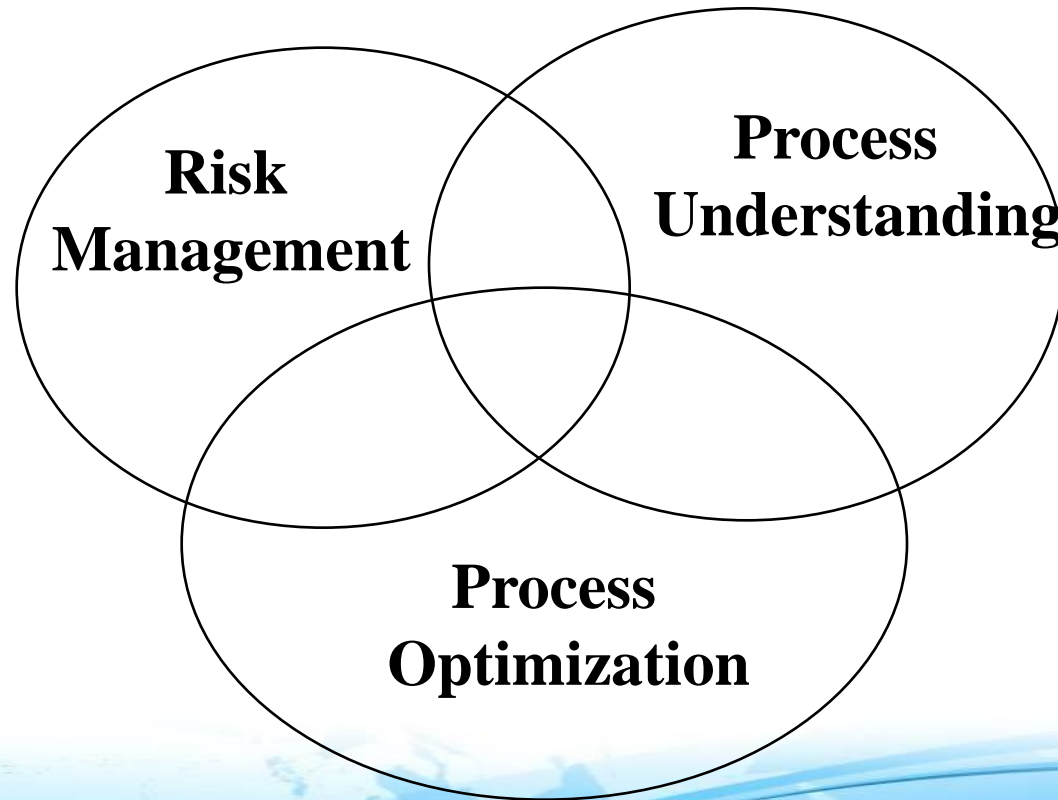 Risk
Management
Process
Understanding
Process
Optimization